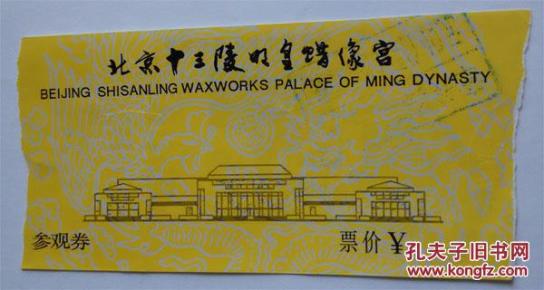 北京十三陵明皇蜡像宫
BEIJING SHISANLING WAXWORKS PALACE OF MING DYNASTY
参观券
票价 ¥
孔夫子旧书网
www.kongfz.com